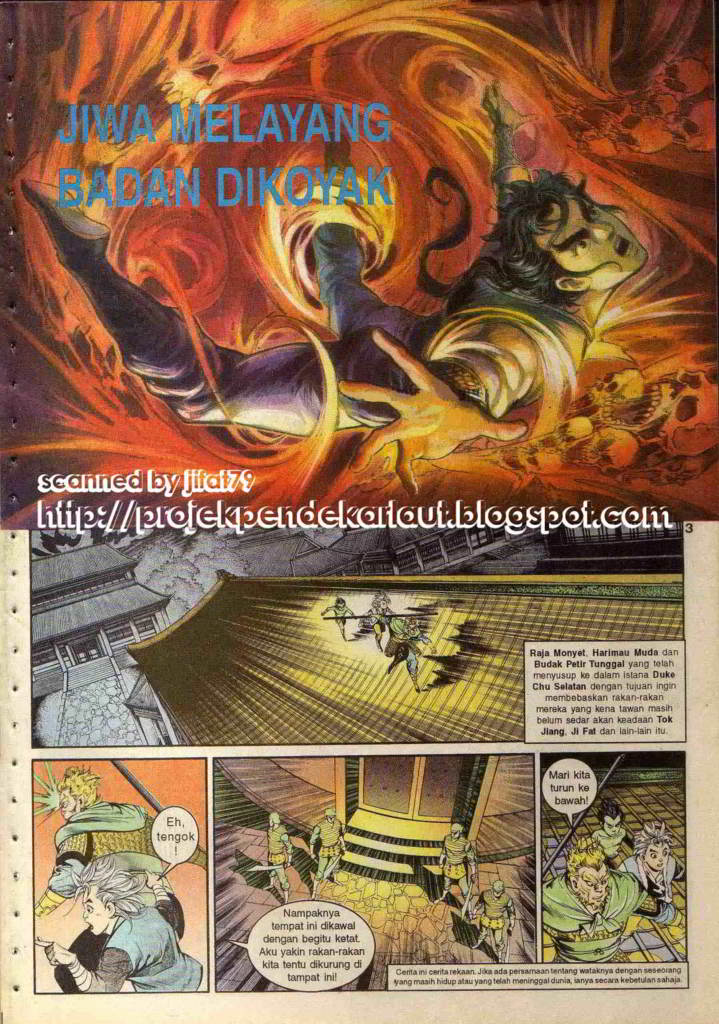 JIWA MELAYANG
BADAN DIKOYAK
scanned by jifat79
http://projekpendekarlaut.blogspot.com
3
Raja Monyet, Harimau Muda dan
Budak Petir Tunggal yang telah
menyusup ke dalam istana Duke
Chu Selatan dengan tujuan ingin
membebaskan rakan-rakan
mereka yang kena tawan masih
belum sedar akan keadaan Tok
Jiang, Ji Fat dan lain-lain itu.
Eh,
tengok
!
Nampaknya
tempat ini dikawal
dengan begitu ketat.
Aku yakin rakan-rakan
kita tentu dikurung di
tempat ini!
Mari kita
turun ke
bawah!
Cerita ini cerita rekaan. Jika ada persamaan tentang wataknya dengan seseorang
yang masih hidup atau yang telah meninggal dunia, ianya secara kebetulan sahaja.